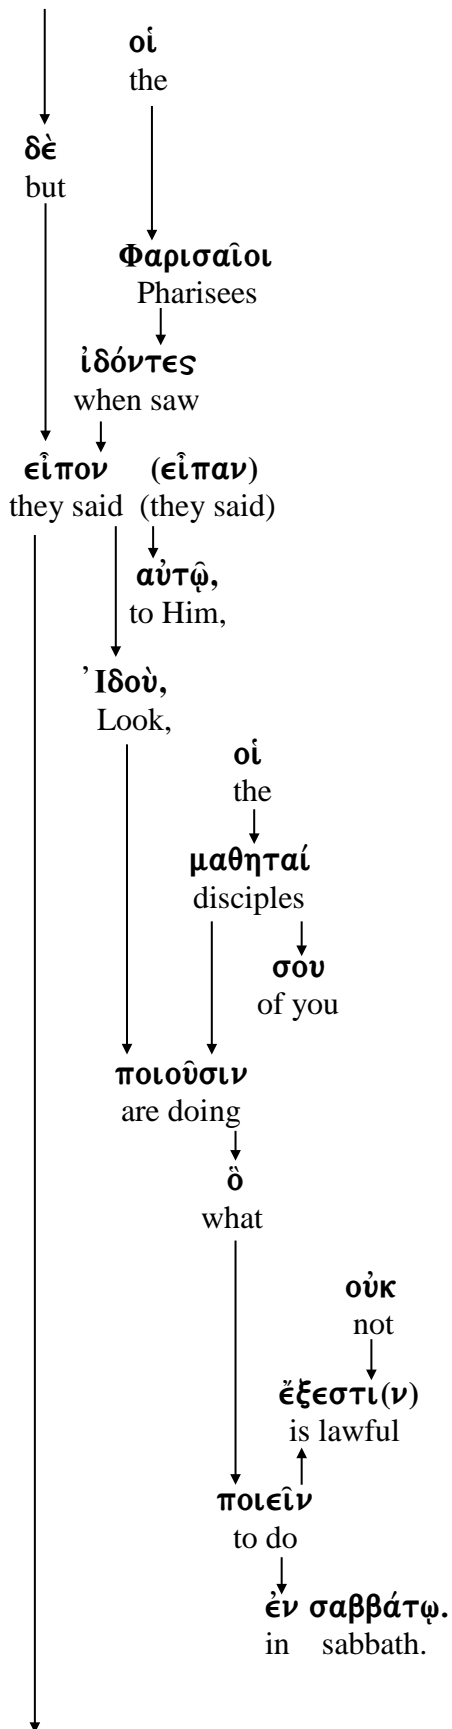 οἱ
the
δὲ
but
Φαρισαῖοι
Pharisees
ἰδόντες
when saw
εἶπον (εἶπαν)
they said (they said)
αὐτῷ,
to Him,
Ἰδοὺ,
Look,
οἱ
the
μαθηταί
disciples
σου
of you
ποιοῦσιν
are doing
ὃ
what
οὐκ
not
ἔξεστι(ν)
is lawful
ποιεῖν
to do
ἐν σαββάτῳ.
in sabbath.